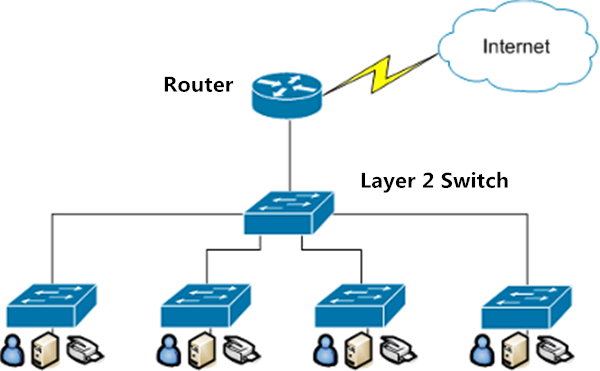 Internet
Router
Layer 2 Switch